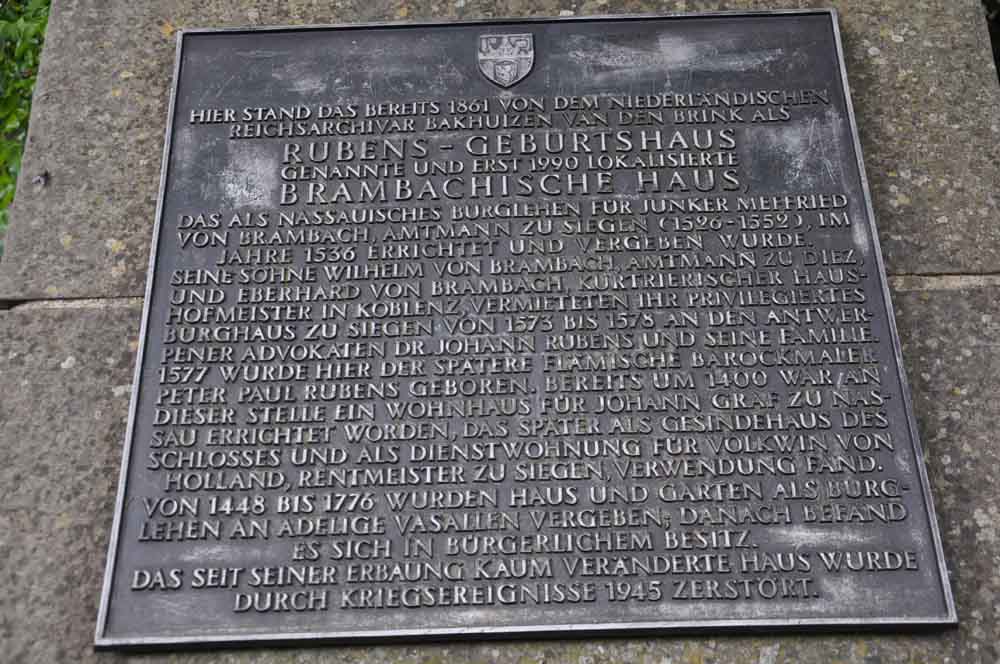 HIER STAND DAS BEREITS 1861 VON DEM NIEDERLÄNDISCHEN
REICHSARCHIVAR BAKHUIZEN VAN DEN BRINK ALS
RUBENS-GEBURTSHAUS
GENANNTE UND ERST 1990 LOKALISIERTE
BRAMBACHISCHE HAUS,
DAS ALS NASSAUISCHES BURGLEHEN FÜR JUNKER MEFFRIED
VON BRAMBACH, AMTMANN ZU SIEGEN (1526-1552), IM
JAHRE 1536 ERRICHTET UND VERGEBEN WURDE.
SEINE SÖHNE WILHELM VON BRAMBACH, AMTMANN ZU DIEZ,
UND EBERHARD VON BRAMBACH, KURTRIERISCHER HAUS-
HOFMEISTER IN KOBLENZ, VERMIETETEN IHR PRIVILEGIERTES
BURGHAUS ZU SIEGEN VON 1573 BIS 1578 AN DEN ANTWER-
PENER ADVOKATEN DR. JOHANN RUBENS UND SEINE FAMILIE.
1577 WURDE HIER DER SPÄTERE FLÄMISCHE BAROCKMALER
PETER PAUL RUBENS GEBOREN. BEREITS UM 1400 WAR AN
DIESER STELLE EIN WOHNHAUS FÜR JOHANN GRAF ZU NAS-
SAU ERRICHTET WORDEN, DAS SPÄTER ALS GESINDEHAUS DES
SCHLOSSES UND ALS DIENSTWOHNUNG FÜR VOLKWIN VON
HOLLAND, RENTMEISTER ZU SIEGEN, VERWENDUNG FAND.
VON 1448 BIS 1776 WURDEN HAUS UND GARTEN ALS BURG-
LEHEN AN ADELIGE VASALLEN VERGEBEN; DANACH BEFAND
ES SICH IN BÜRGERLICHEM BESITZ.
DAS SEIT SEINER ERBAUNG KAUM VERÄNDERTE HAUS WURDE
DURCH KRIEGSEREIGNISSE 1945 ZERSTÖRT.